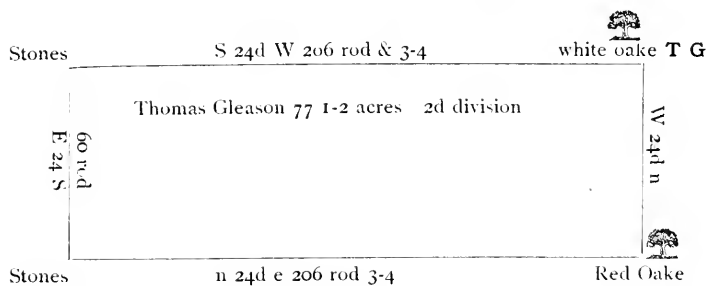 Stones S 24d W 206 rod & 3-4 white oake T G
Thomas Gleason 77 1-2 acres 2d division
60 rod
E 24 S
W 24d n
Stones n 24d e 206 rod 3-4 Red Oake